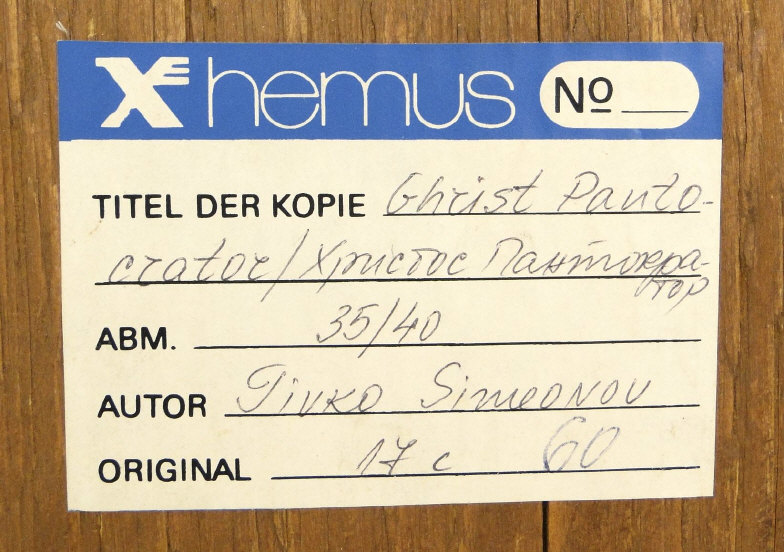 hemus No
TITEL DER KOPIE Christ Panto-
crator/Христос Пантокра-
тор
ABM. 35/40
AUTOR Jivko Simeonov
ORIGINAL 17 c 60